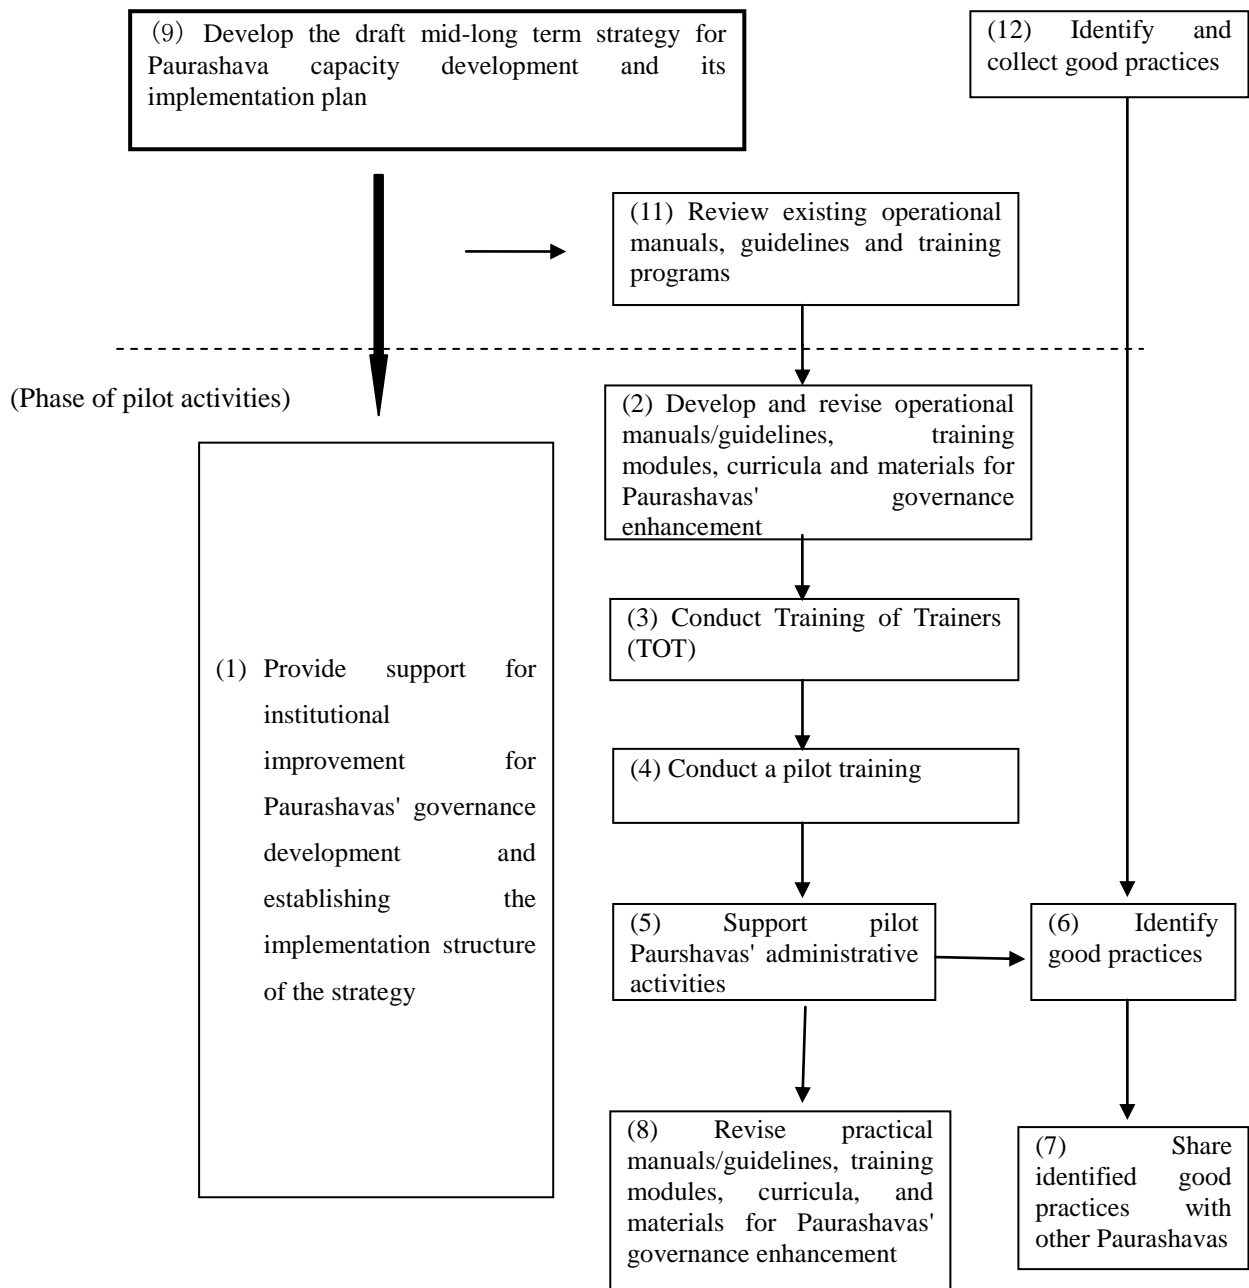 （9）Develop the draft mid-long term strategy for
Paurashava capacity development and its
implementation plan
(12) Identify and
collect good practices
(11) Review existing operational
manuals, guidelines and training
programs
(Phase of pilot activities)
(2) Develop and revise operational
manuals/guidelines, training
modules, curricula and materials for
Paurashavas' governance
enhancement
(3) Conduct Training of Trainers
(TOT)
(1) Provide support for
institutional
improvement for
Paurashavas' governance
development and
establishing the
implementation structure
of the strategy
(4) Conduct a pilot training
(5) Support pilot
Paurshavas' administrative
activities
(6) Identify
good practices
(8) Revise practical
manuals/guidelines, training
modules, curricula, and
materials for Paurashavas'
governance enhancement
(7) Share
identified good
practices with
other Paurashavas